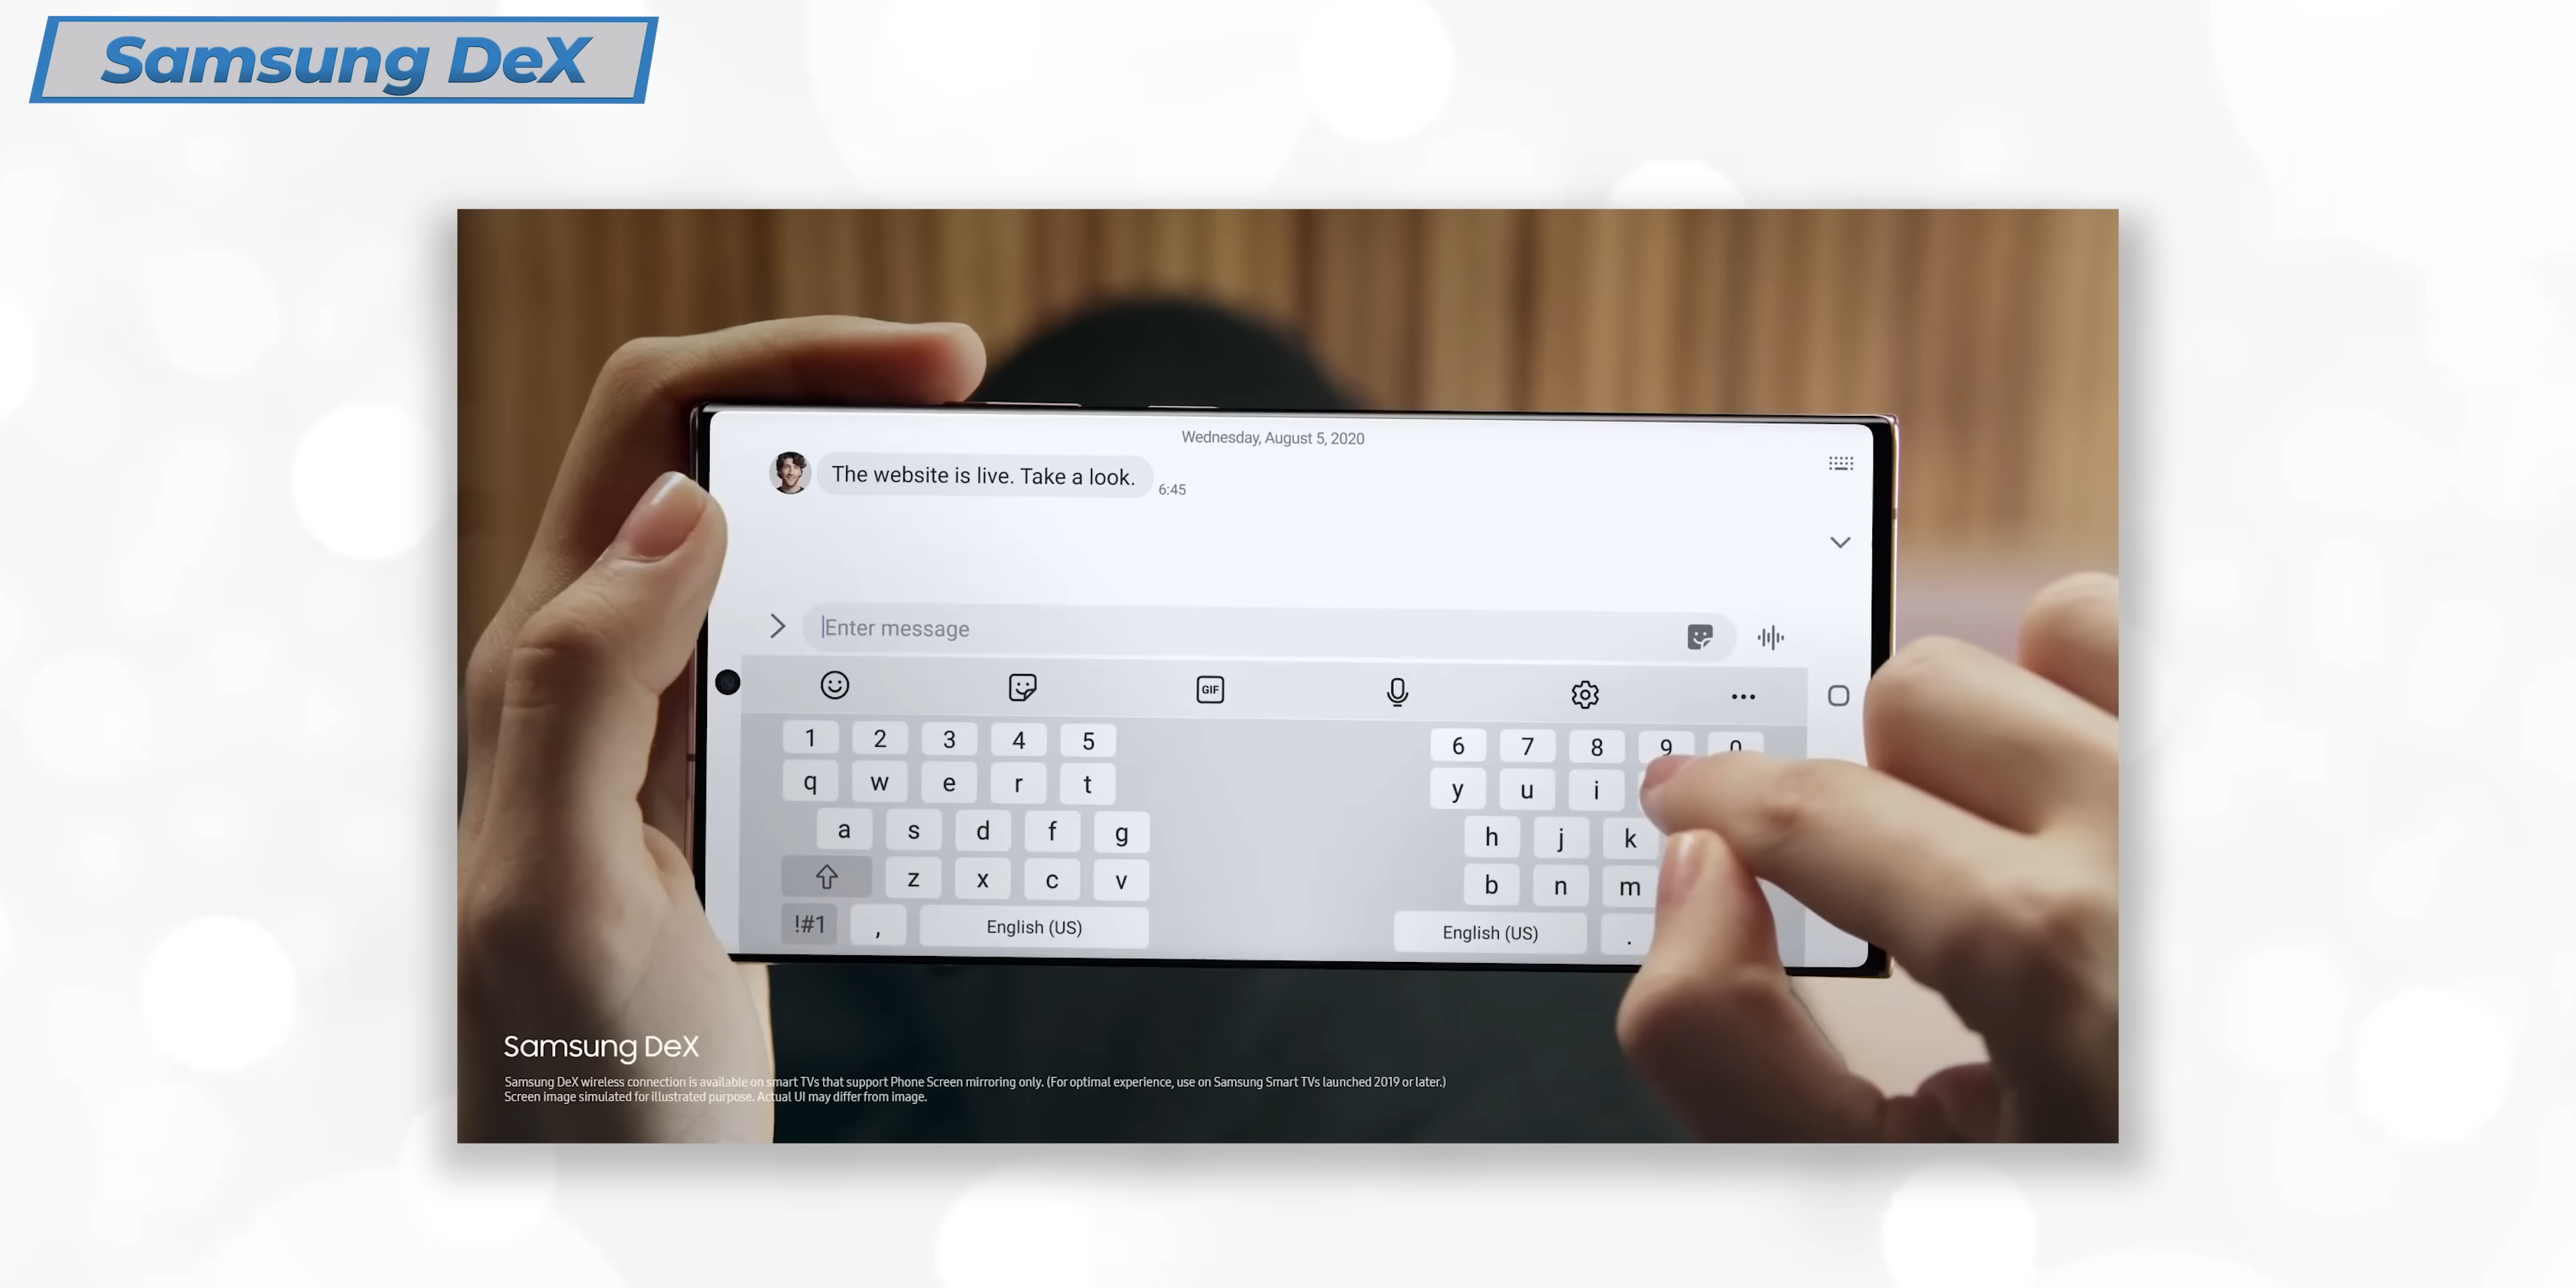 Samsung DeX
Wednesday, August 5, 2020
The website is live. Take a look.
6:45
Enter message
GIF
1 2 3 4 5 6 7 8 9 0
q w e r t y u i
a s d f g h j k
z x c v b n m
!#1 , English (US) English (US) .
Samsung DeX
Samsung DeX wireless connection is available on smart TVs that support Phone Screen mirroring only. (For optimal experience, use on Samsung Smart TVs launched 2019 or later.)
Screen image simulated for illustrated purpose. Actual UI may differ from image.